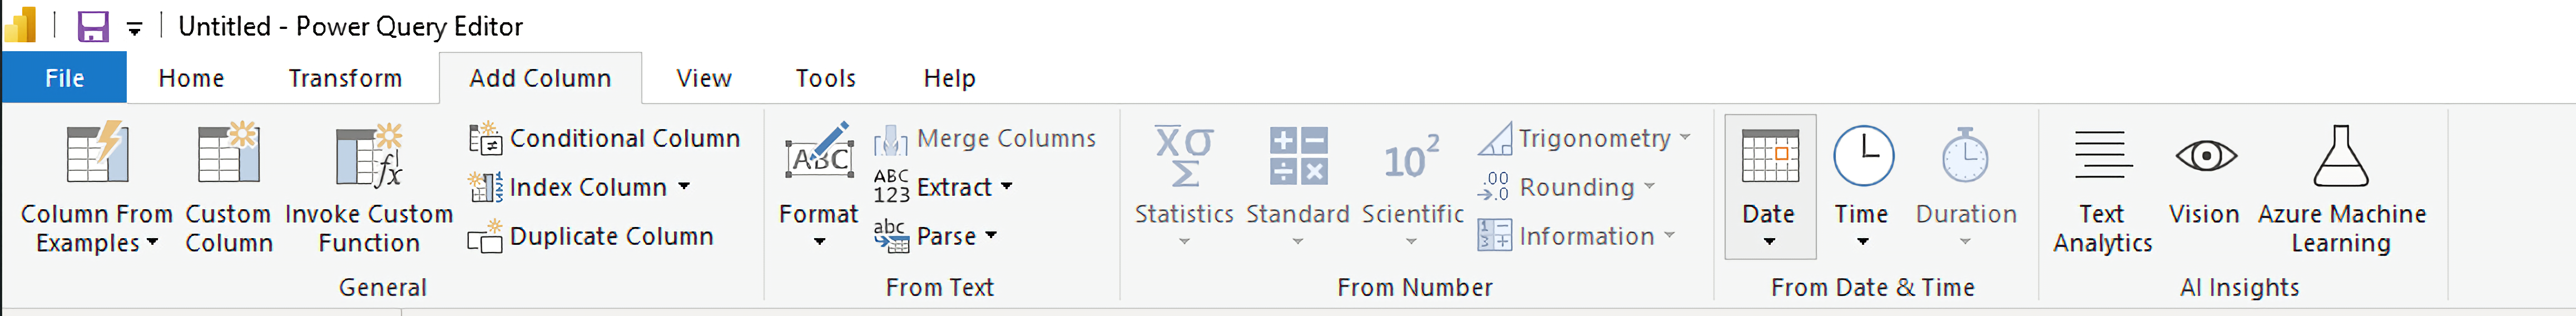 Untitled - Power Query Editor
File Home Transform Add Column View Tools Help
Column From Examples
Custom Column
Invoke Custom Function
fx
Conditional Column
Index Column
Duplicate Column
General
ABC
Format
Merge Columns
ABC 123 Extract
abc Parse
From Text
X̅σ Σ
Statistics
Standard
10²
Scientific
Trigonometry
.00 →.0 Rounding
Information
From Number
Date
Time
Duration
From Date & Time
Text Analytics
Vision
Azure Machine Learning
AI Insights